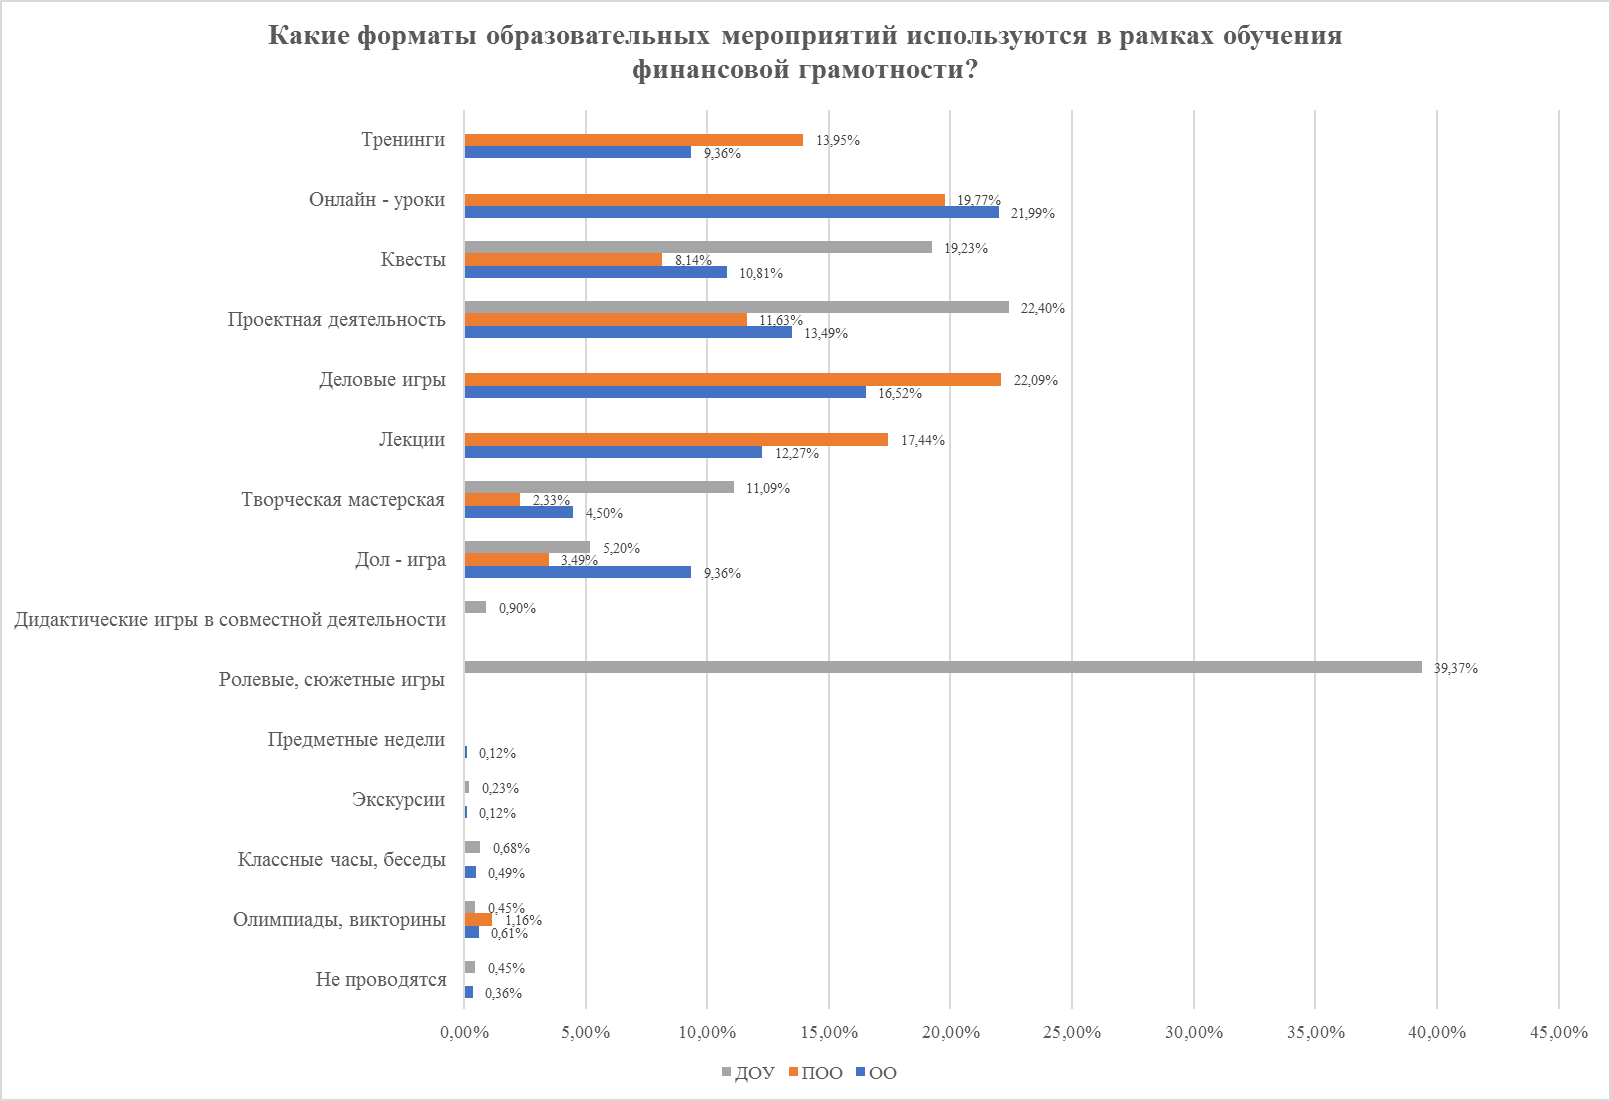 Какие форматы образовательных мероприятий используются в рамках обучения
финансовой грамотности?
Тренинги
13,95%
9,36%
Онлайн - уроки
19,77%
21,99%
Квесты
19,23%
8,14%
10,81%
Проектная деятельность
22,40%
11,63%
13,49%
Деловые игры
22,09%
16,52%
Лекции
17,44%
12,27%
Творческая мастерская
11,09%
2,33%
4,50%
Дол - игра
5,20%
3,49%
9,36%
Дидактические игры в совместной деятельности
0,90%
Ролевые, сюжетные игры
39,37%
Предметные недели
0,12%
Экскурсии
0,23%
0,12%
Классные часы, беседы
0,68%
0,49%
Олимпиады, викторины
0,45%
1,16%
0,61%
Не проводятся
0,45%
0,36%
0,00% 5,00% 10,00% 15,00% 20,00% 25,00% 30,00% 35,00% 40,00% 45,00%
ДОУ ПОО ОО